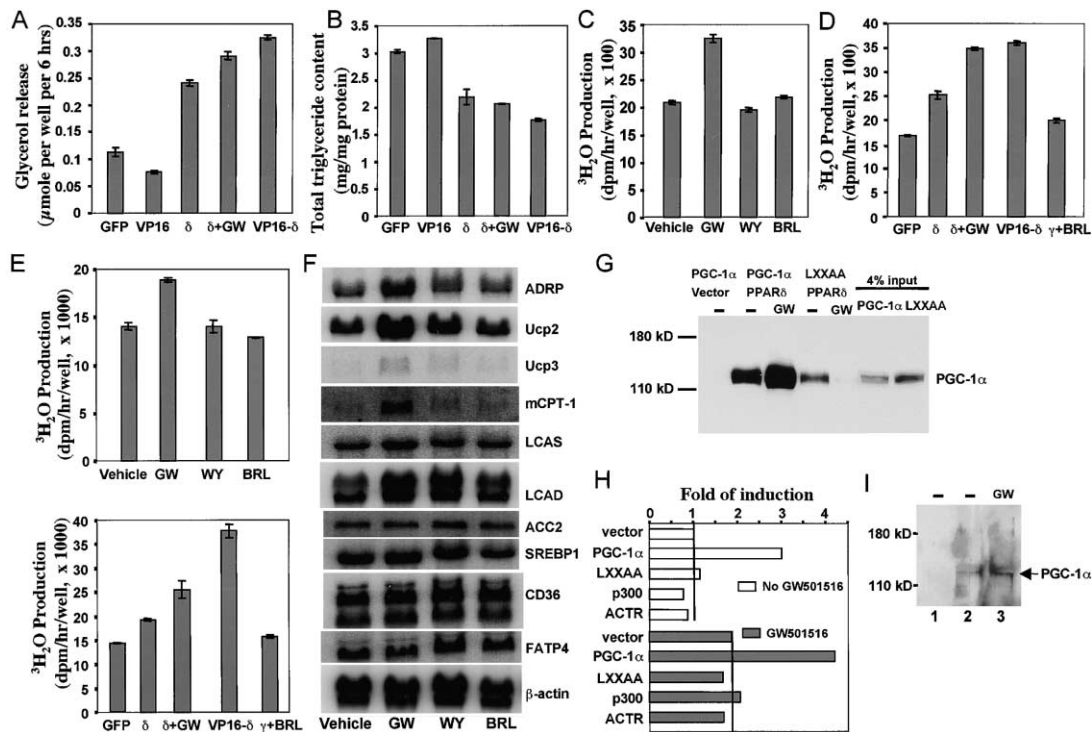 A
Glycerol release
(µmole per well per 6 hrs)
0.35
0.3
0.25
0.2
0.15
0.1
0.05
0
GFP VP16 δ δ+GW VP16-δ
B
Total triglyceride content
(mg/mg protein)
4
3.5
3
2.5
2
1.5
1
0.5
0
GFP VP16 δ δ+GW VP16-δ
C
³H₂O Production
(dpm/hr/well, x 100)
35
30
25
20
15
10
5
0
Vehicle GW WY BRL
D
³H₂O Production
(dpm/hr/well, x 100)
40
35
30
25
20
15
10
5
0
GFP δ δ+GW VP16-δ γ+BRL
E
³H₂O Production
(dpm/hr/well, x 1000)
20
15
10
5
0
Vehicle GW WY BRL
³H₂O Production
(dpm/hr/well, x 1000)
40
35
30
25
20
15
10
5
0
GFP δ δ+GW VP16-δ γ+BRL
F
ADRP
Ucp2
Ucp3
mCPT-1
LCAS
LCAD
ACC2
SREBP1
CD36
FATP4
β-actin
Vehicle GW WY BRL
G
PGC-1α PGC-1α LXXAA
Vector PPARδ PPARδ
4% input
– – GW – GW PGC-1α LXXAA
180 kD
110 kD
PGC-1α
H
Fold of induction
0 1 2 3 4
vector
PGC-1α
LXXAA
p300
ACTR
No GW501516
vector
GW501516
PGC-1α
LXXAA
p300
ACTR
I
– – GW
180 kD
110 kD
PGC-1α
1 2 3